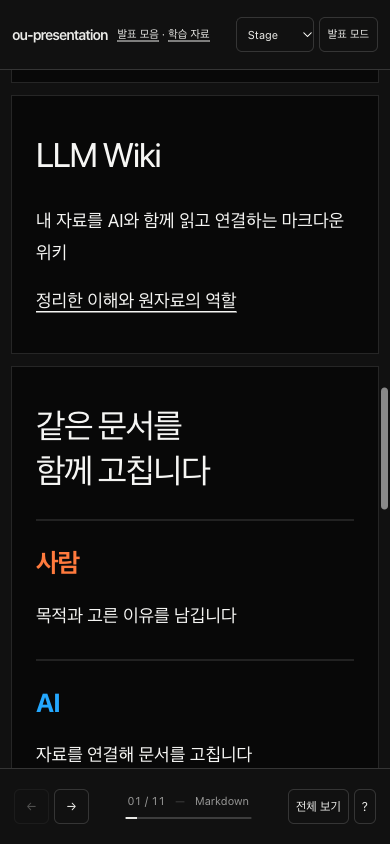 ou-presentation 발표 모음 · 학습 자료 Stage 발표 모드
LLM Wiki
내 자료를 AI와 함께 읽고 연결하는 마크다운
위키
정리한 이해와 원자료의 역할
같은 문서를
함께 고칩니다
사람
목적과 고른 이유를 남깁니다
AI
자료를 연결해 문서를 고칩니다
← → 01 / 11 — Markdown 전체 보기 ?